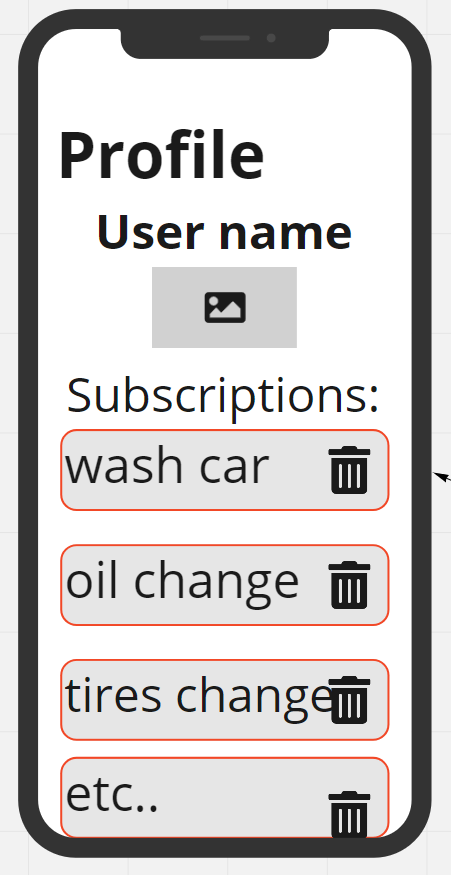 Profile
User name
Subscriptions:
wash car
oil change
tires change
etc..